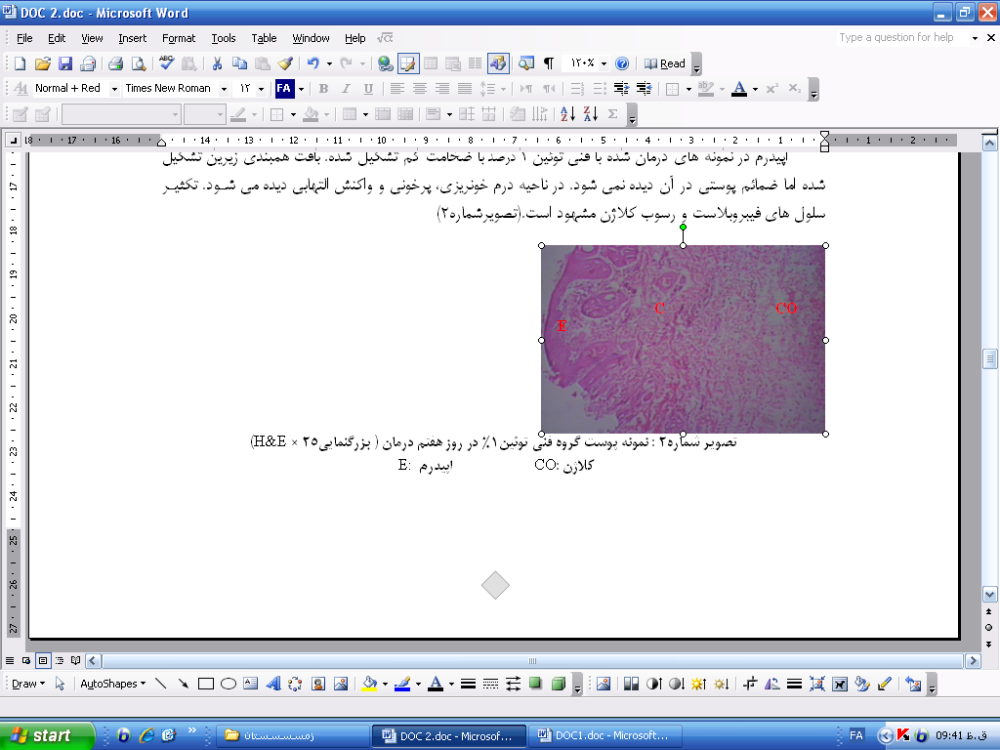 DOC 2.doc - Microsoft Word
File Edit View Insert Format Tools Table Window Help
Type a question for help
۱۲۰% Read
Normal + Red Times New Roman ۱۲ FA B I U
اپیدرم در نمونه های درمان شده با فنی توئین ۱ درصد با ضخامت کم تشکیل شده. بافت همبندی زیرین تشکیل
شده اما ضمائم پوستی در آن دیده نمی شود. در ناحیه درم خونریزی، پرخونی و واکنش التهابی دیده می شـود. تکثیـر
سلول های فیبروبلاست و رسوب کلاژن مشهود است.(تصویرشماره۲)
E C CO
تصویر شماره۲ : نمونه پوست گروه فنی توئین۱% در روز هفتم درمان ( بزرگنمایی۲۵ × H&E)
کلاژن :CO اپیدرم :E
Draw AutoShapes
start زمسسسستان DOC 2.doc - Microsof... DOC1.doc - Microsoft... FA 09:41 ق.ظ